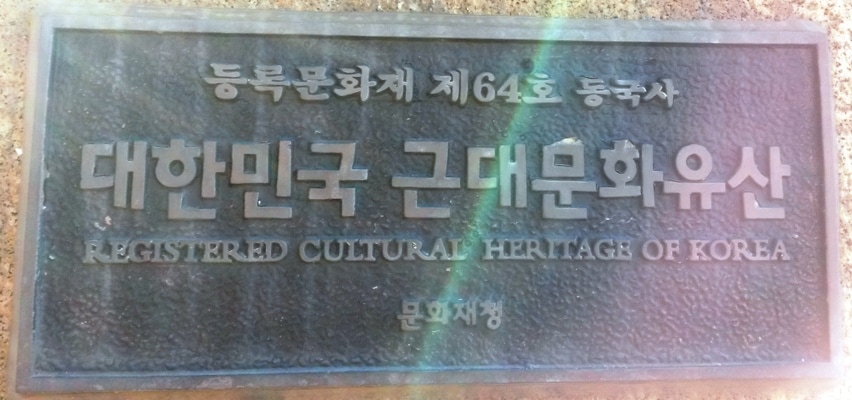 등록문화재 제64호 동국사
대한민국 근대문화유산
REGISTERED CULTURAL HERITAGE OF KOREA
문화재청